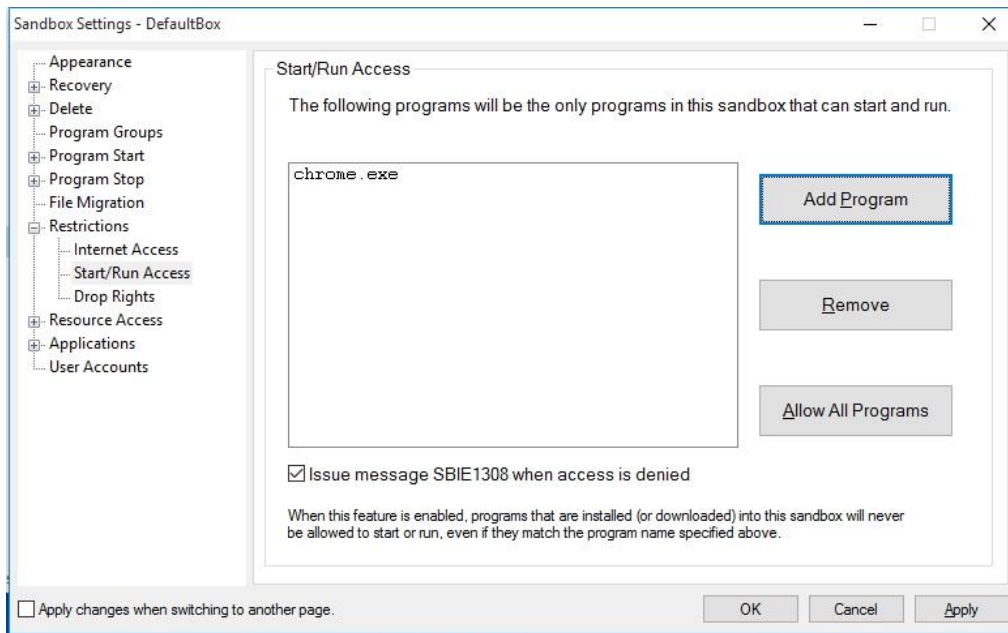 Sandbox Settings - DefaultBox
Appearance
Recovery
Delete
Program Groups
Program Start
Program Stop
File Migration
Restrictions
Internet Access
Start/Run Access
Drop Rights
Resource Access
Applications
User Accounts
Start/Run Access
The following programs will be the only programs in this sandbox that can start and run.
chrome.exe
Add Program
Remove
Allow All Programs
Issue message SBIE1308 when access is denied
When this feature is enabled, programs that are installed (or downloaded) into this sandbox will never
be allowed to start or run, even if they match the program name specified above.
Apply changes when switching to another page.
OK
Cancel
Apply